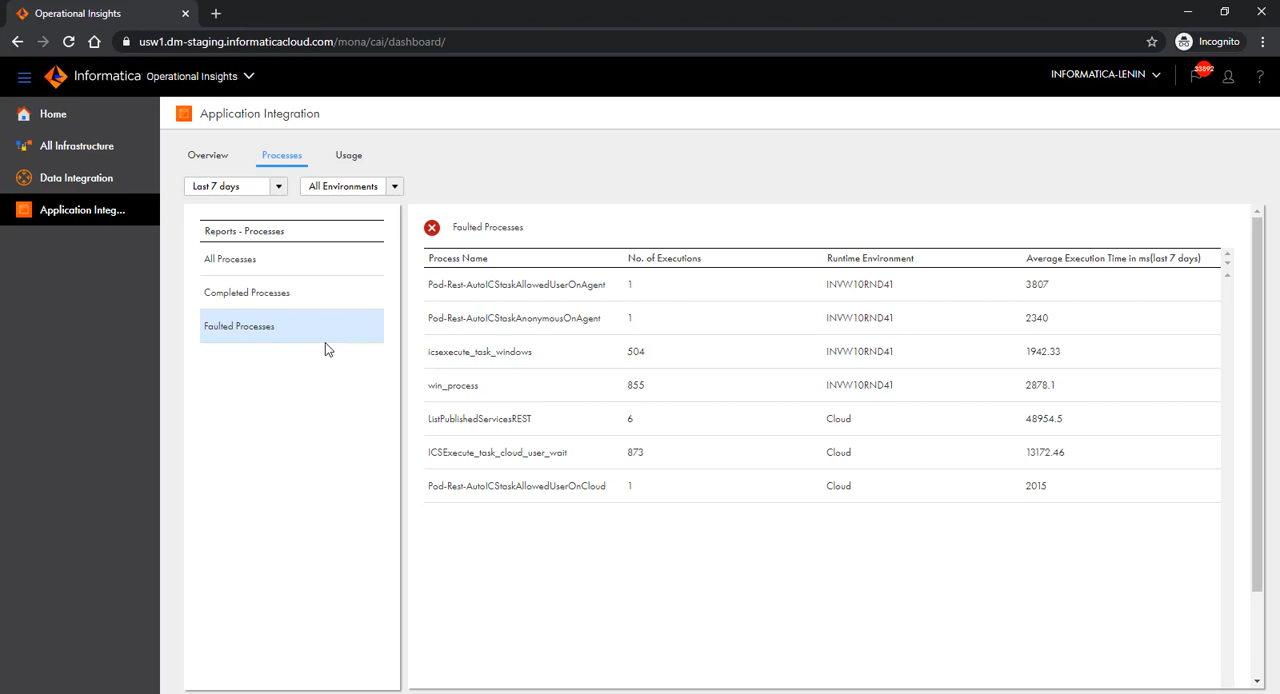 Operational Insights
usw1.dm-staging.informaticacloud.com/mona/cai/dashboard/
Incognito
Informatica Operational Insights
INFORMATICA-LENIN
33892
?
Home
All Infrastructure
Data Integration
Application Integ...
Application Integration
Overview Processes Usage
Last 7 days All Environments
Reports - Processes
All Processes
Completed Processes
Faulted Processes
Faulted Processes
Process Name No. of Executions Runtime Environment Average Execution Time in ms(last 7 days)
Pod-Rest-AutoICStaskAllowedUserOnAgent 1 INVW10RND41 3807
Pod-Rest-AutoICStaskAnonymousOnAgent 1 INVW10RND41 2340
icsexecute_task_windows 504 INVW10RND41 1942.33
win_process 855 INVW10RND41 2878.1
ListPublishedServicesREST 6 Cloud 48954.5
ICSExecute_task_cloud_user_wait 873 Cloud 13172.46
Pod-Rest-AutoICStaskAllowedUserOnCloud 1 Cloud 2015